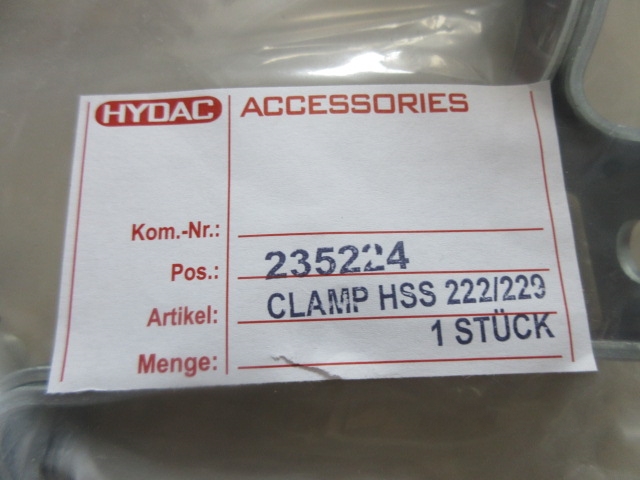 HYDAC ACCESSORIES
Kom.-Nr.:
Pos.: 235224
Artikel: CLAMP HSS 222/229
Menge: 1 STÜCK